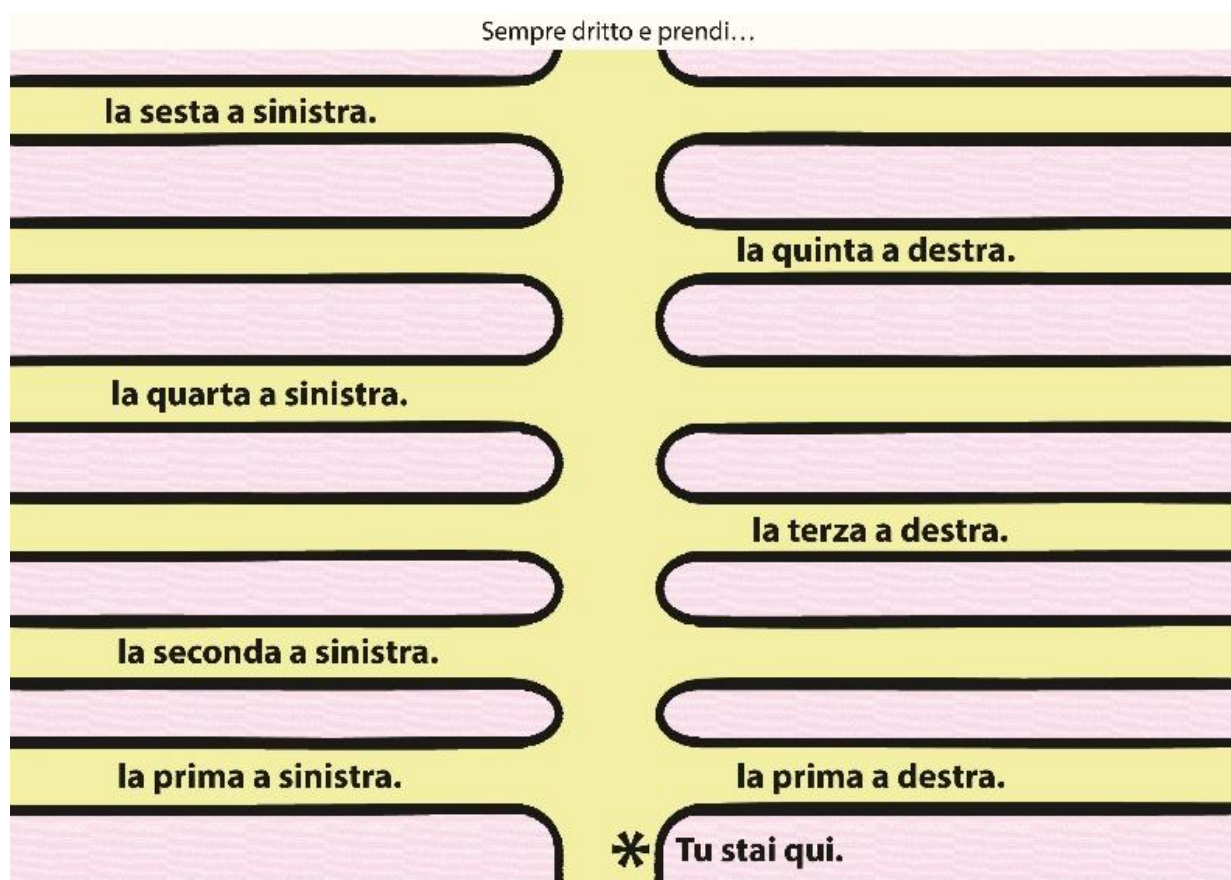 Sempre dritto e prendi...
la sesta a sinistra.
la quinta a destra.
la quarta a sinistra.
la terza a destra.
la seconda a sinistra.
la prima a sinistra.
la prima a destra.
* Tu stai qui.